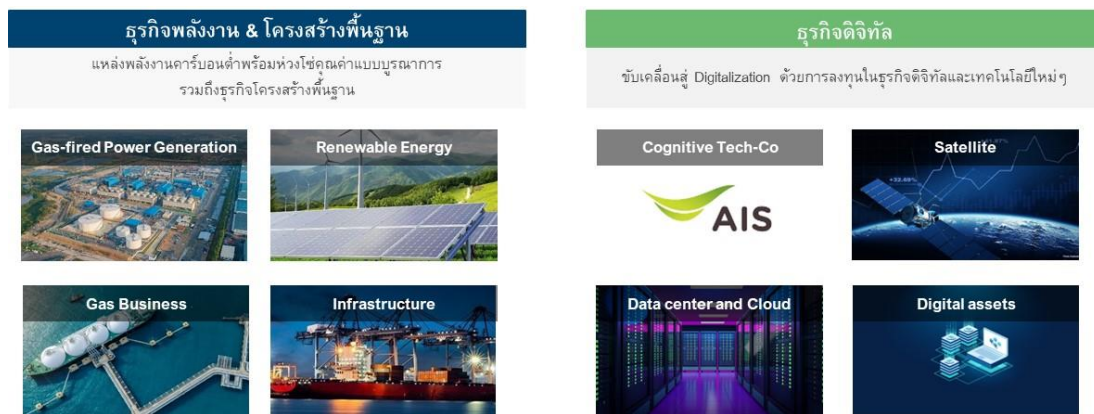 ธุรกิจพลังงาน & โครงสร้างพื้นฐาน
แหล่งพลังงานคาร์บอนต่ำพร้อมห่วงโซ่คุณค่าแบบบูรณาการ
รวมถึงธุรกิจโครงสร้างพื้นฐาน
Gas-fired Power Generation
Renewable Energy
Gas Business
Infrastructure
ธุรกิจดิจิทัล
ขับเคลื่อนสู่ Digitalization ด้วยการลงทุนในธุรกิจดิจิทัลและเทคโนโลยีใหม่ๆ
Cognitive Tech-Co
AIS
Satellite
+33.88%
Data center and Cloud
Digital assets